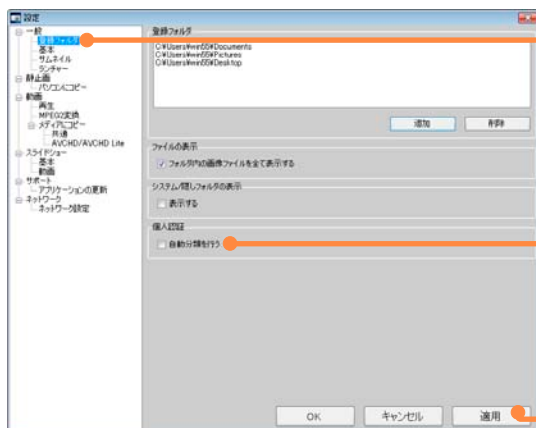 設定
一般
登録フォルダ
基本
サムネイル
ランチャー
静止画
パソコンにコピー
動画
再生
MPEG2変換
メディアにコピー
共通
AVCHD/AVCHD Lite
スライドショー
基本
動画
サポート
アプリケーションの更新
ネットワーク
ネットワーク設定
登録フォルダ
C:¥Users¥win55¥Documents
C:¥Users¥win55¥Pictures
C:¥Users¥win55¥Desktop
追加
削除
ファイルの表示
フォルダ内の画像ファイルを全て表示する
システム/隠しフォルダの表示
表示する
個人認証
自動分類を行う
OK
キャンセル
適用